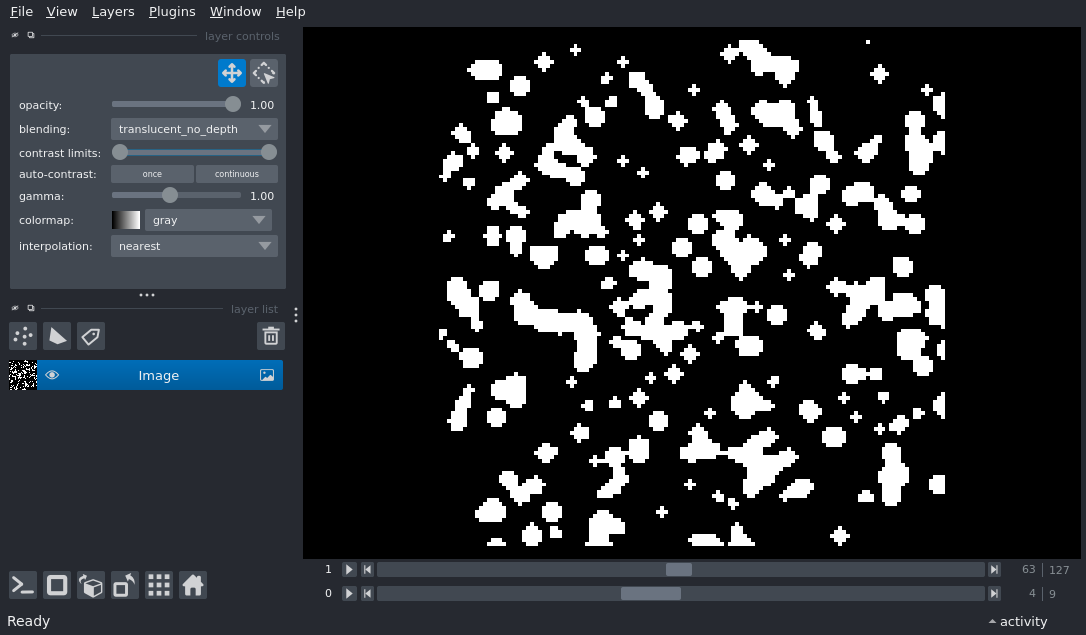 File View Layers Plugins Window Help
layer controls
opacity: 1.00
blending: translucent_no_depth
contrast limits:
auto-contrast: once continuous
gamma: 1.00
colormap: gray
interpolation: nearest
layer list
Image
1 63 127
0 4 9
Ready activity